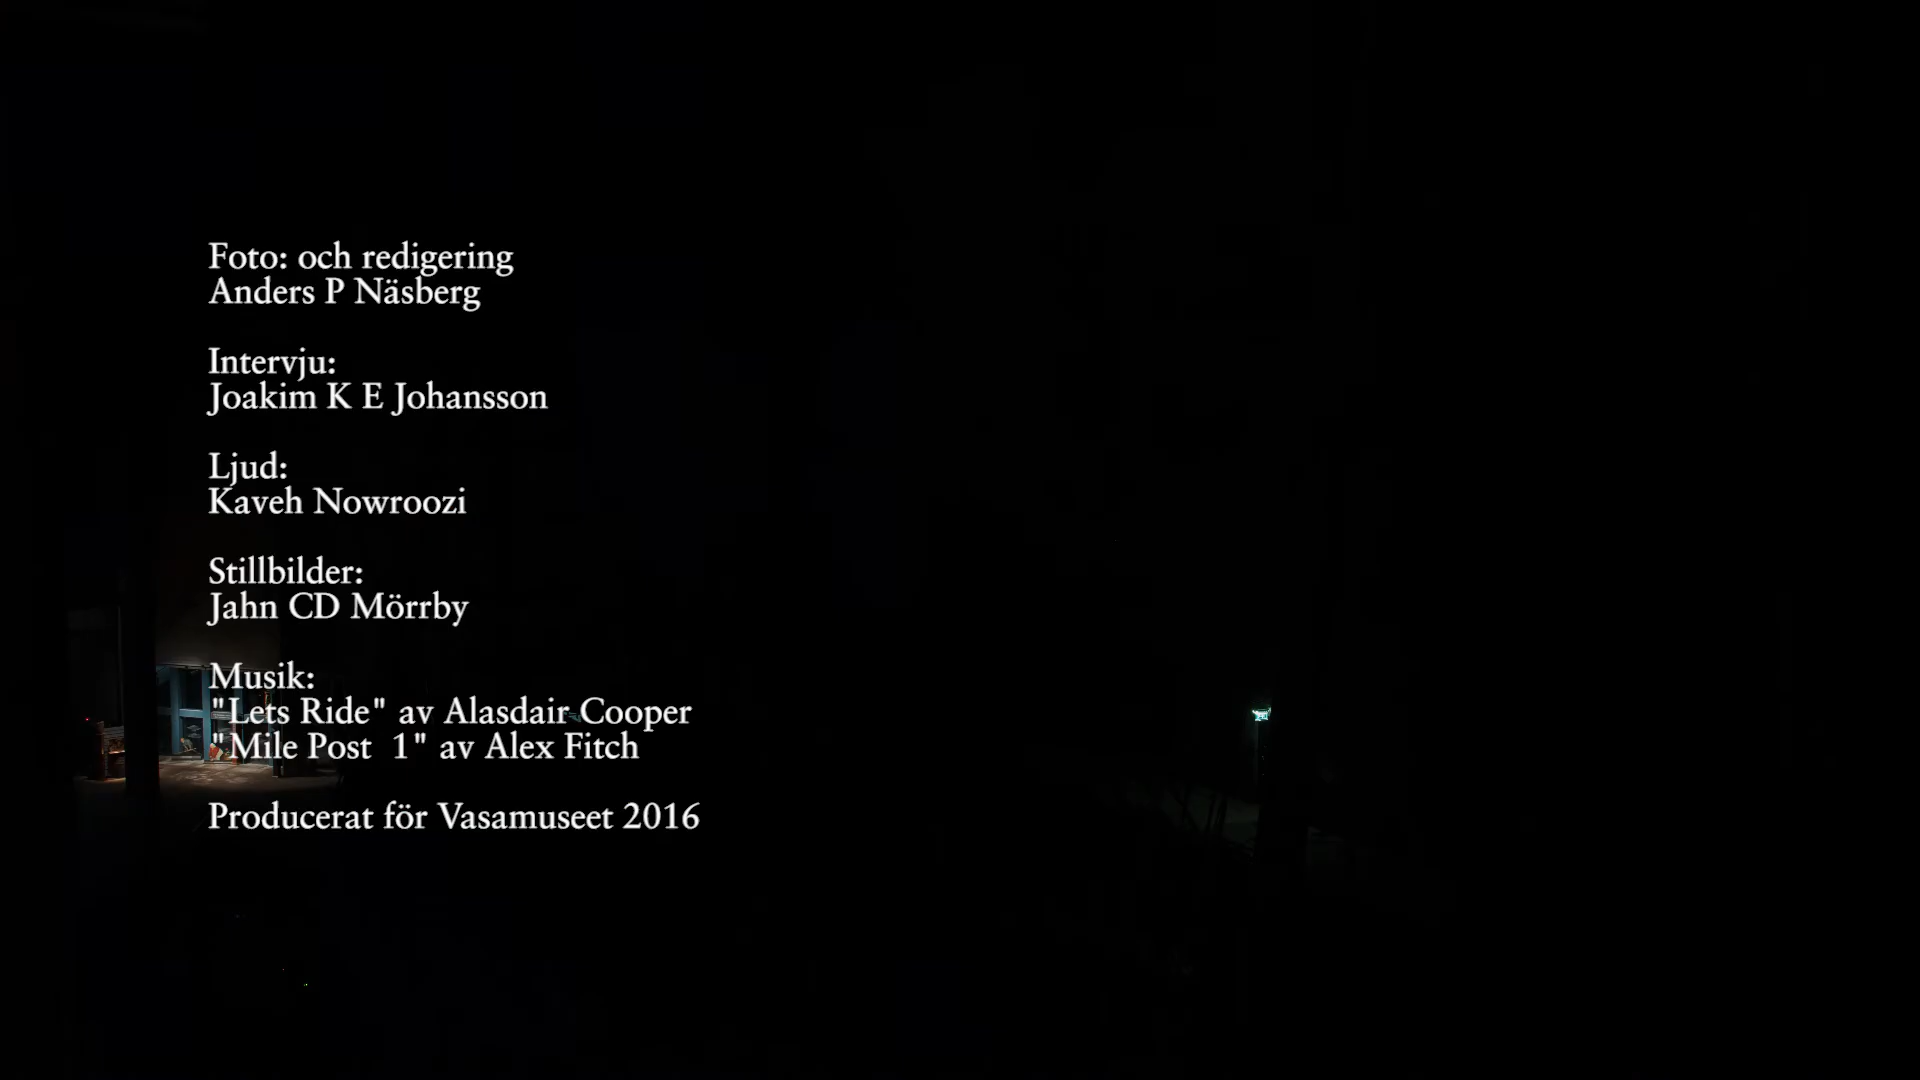 Foto: och redigering
Anders P Näsberg
Intervju:
Joakim K E Johansson
Ljud:
Kaveh Nowroozi
Stillbilder:
Jahn CD Mörrby
Musik:
"Lets Ride" av Alasdair Cooper
"Mile Post  1" av Alex Fitch
Producerat för Vasamuseet 2016